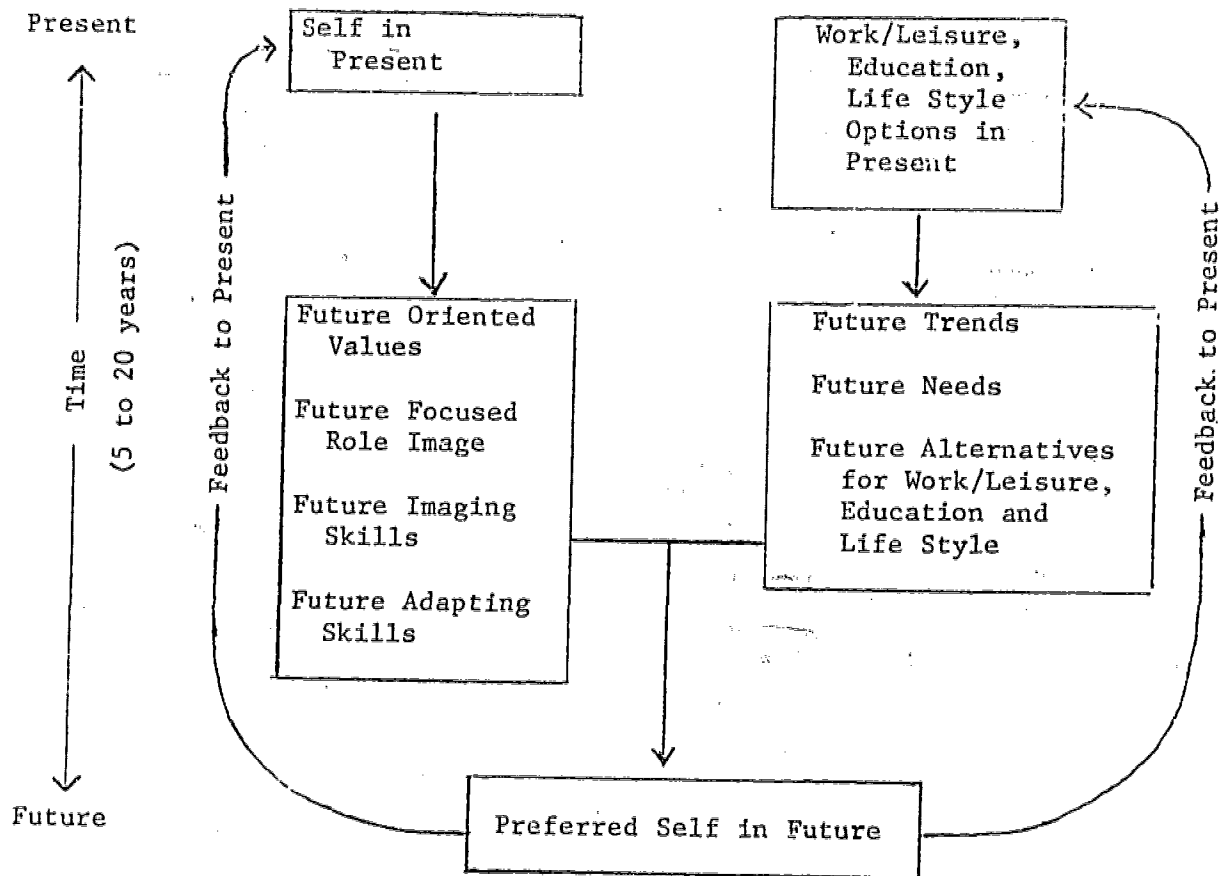 Present
Time
(5 to 20 years)
Future
Feedback to Present
Self in
Present
Future Oriented
Values
Future Focused
Role Image
Future Imaging
Skills
Future Adapting
Skills
Work/Leisure,
Education,
Life Style
Options in
Present
Future Trends
Future Needs
Future Alternatives
for Work/Leisure,
Education and
Life Style
Feedback to Present
Preferred Self in Future